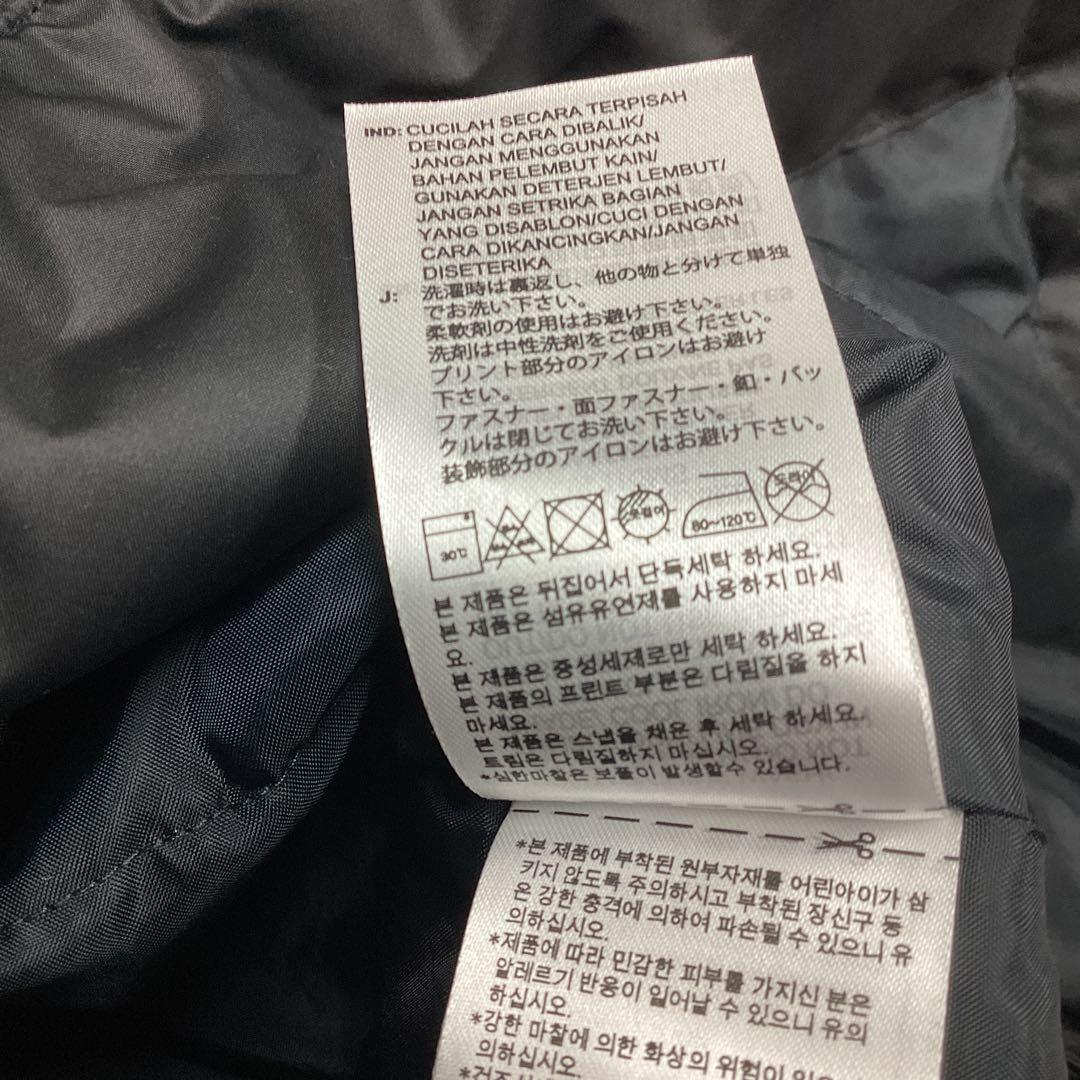 IND: CUCILAH SECARA TERPISAH
DENGAN CARA DIBALIK/
JANGAN MENGGUNAKAN
BAHAN PELEMBUT KAIN/
GUNAKAN DETERJEN LEMBUT/
JANGAN SETRIKA BAGIAN
YANG DISABLON/CUCI DENGAN
CARA DIKANCINGKAN/JANGAN
DISETERIKA
J: 洗濯時は裏返し、他の物と分けて単独
でお洗い下さい。
柔軟剤の使用はお避け下さい。
洗剤は中性洗剤をご使用ください。
プリント部分のアイロンはお避け
下さい。
ファスナー・面ファスナー・釦・バッ
クルは閉じてお洗い下さい。
装飾部分のアイロンはお避け下さい。
30℃ 80~120℃ 드라이
본 제품은 뒤집어서 단독세탁 하세요.
본 제품은 섬유유연제를 사용하지 마세
요.
본 제품은 중성세제로만 세탁 하세요.
본 제품의 프린트 부분은 다림질을 하지
마세요.
본 제품은 스냅을 채운 후 세탁 하세요.
트림은 다림질하지 마십시오.
*심한마찰은 보풀이 발생할수 있습니다.
*본 제품에 부착된 원부자재를 어린아이가 삼
키지 않도록 주의하시고 부착된 장신구 등
은 강한 충격에 의하여 파손될 수 있으니 유
의하십시오.
*제품에 따라 민감한 피부를 가지신 분은
알레르기 반응이 일어날 수 있으니 유의
하십시오.
*강한 마찰에 의한 화상의 위험이 있으
의하십시오.